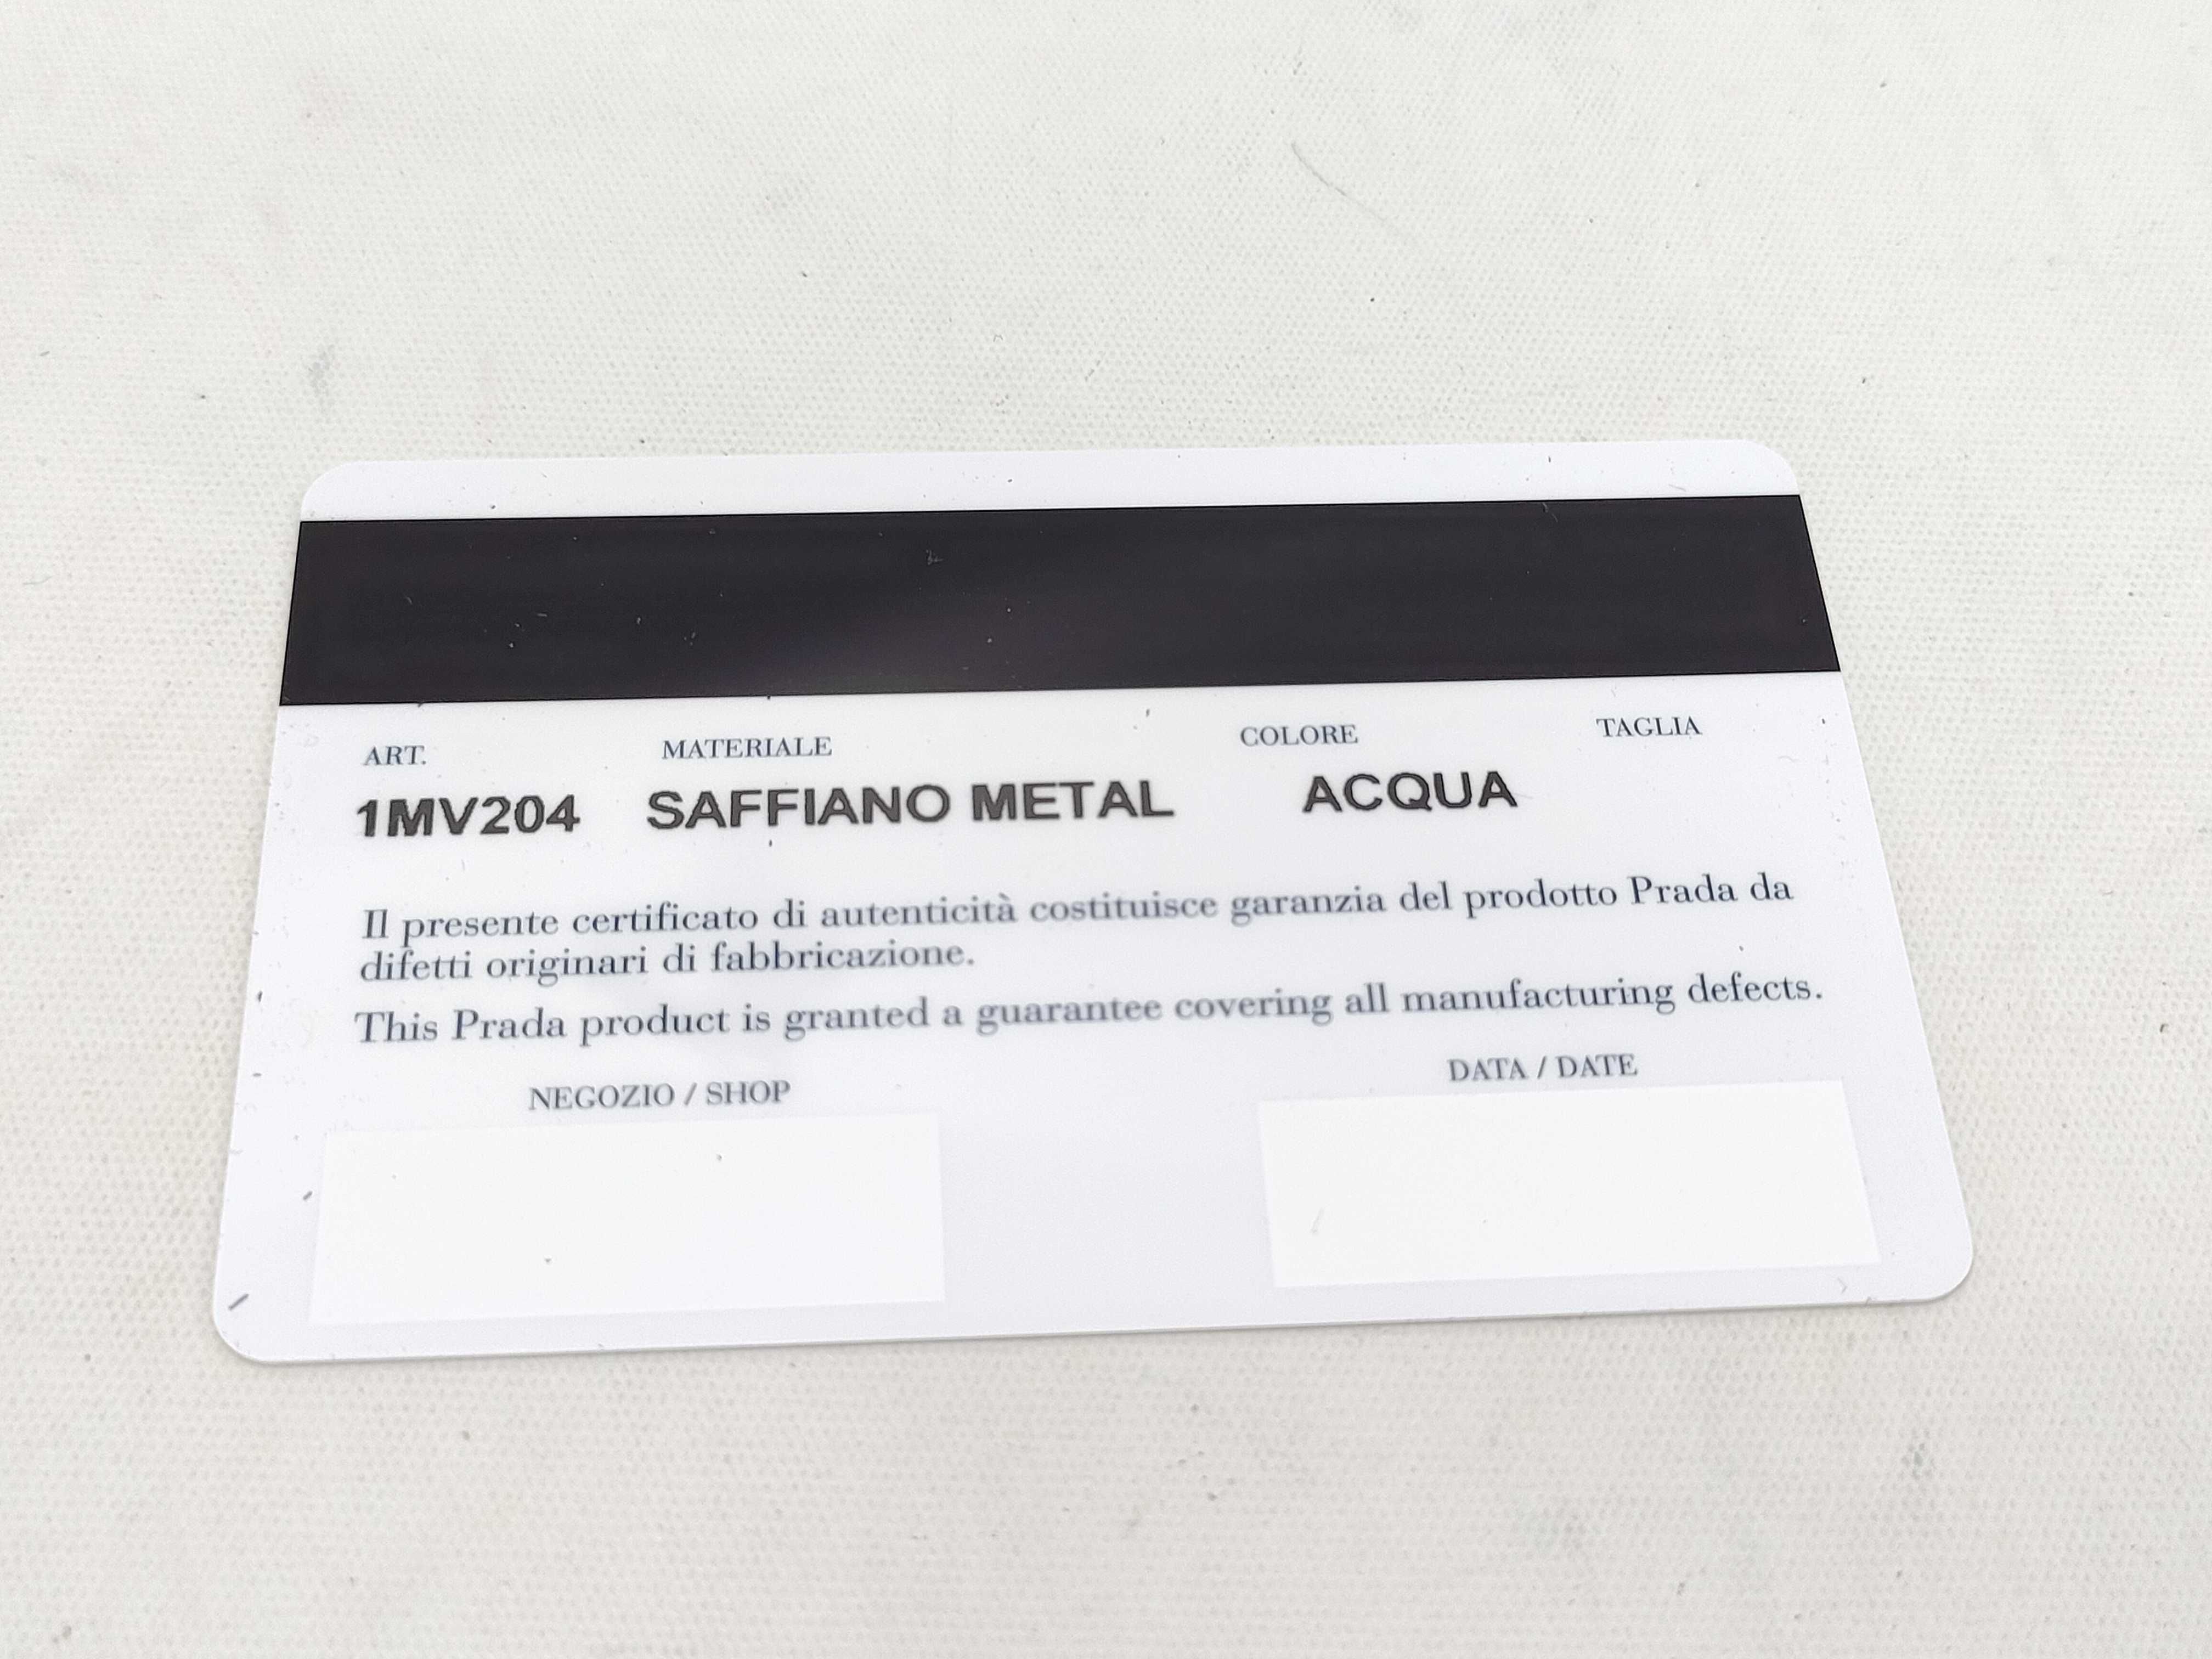 ART. MATERIALE COLORE TAGLIA
1MV204 SAFFIANO METAL ACQUA
Il presente certificato di autenticità costituisce garanzia del prodotto Prada da
difetti originari di fabbricazione.
This Prada product is granted a guarantee covering all manufacturing defects.
NEGOZIO / SHOP DATA / DATE